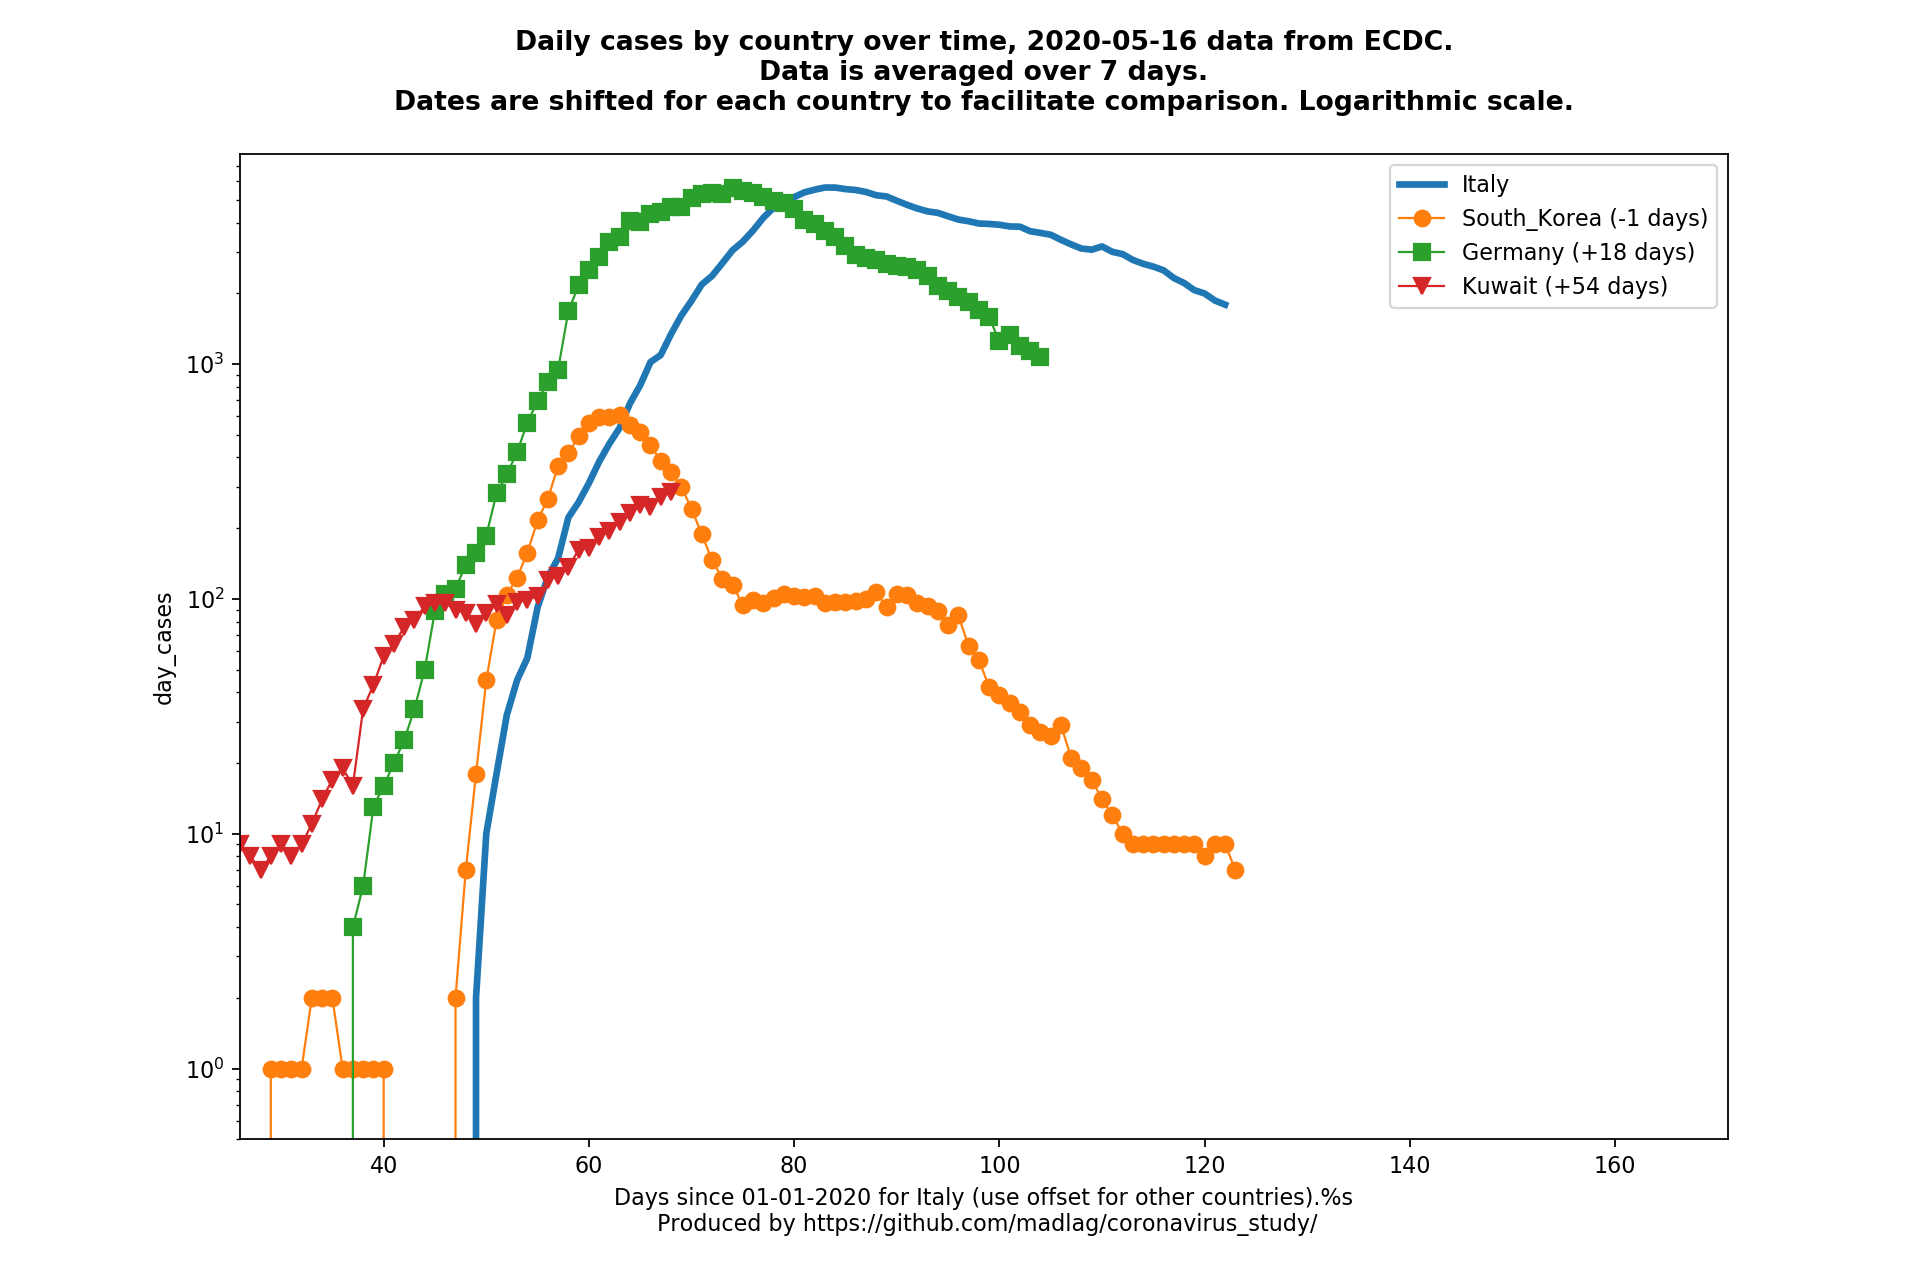 Daily cases by country over time, 2020-05-16 data from ECDC.
Data is averaged over 7 days.
Dates are shifted for each country to facilitate comparison. Logarithmic scale.
Italy
South_Korea (-1 days)
Germany (+18 days)
Kuwait (+54 days)
day_cases
10³
10²
10¹
10⁰
40 60 80 100 120 140 160
Days since 01-01-2020 for Italy (use offset for other countries).%s
Produced by https://github.com/madlag/coronavirus_study/